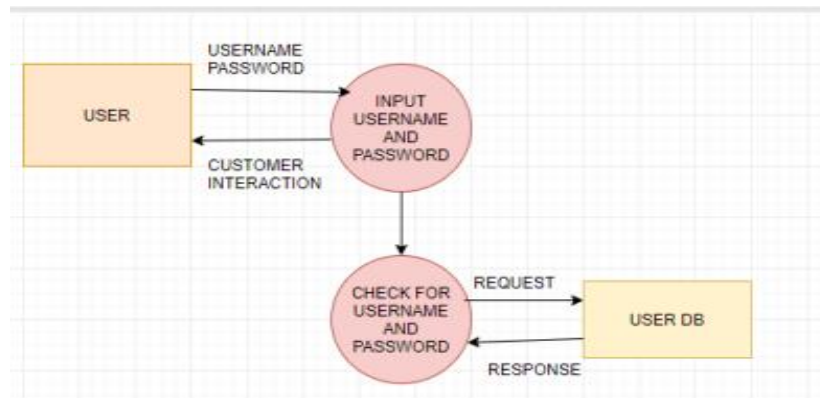 USERNAME
PASSWORD
USER
INPUT
USERNAME
AND
PASSWORD
CUSTOMER
INTERACTION
CHECK FOR
USERNAME
AND
PASSWORD
REQUEST
USER DB
RESPONSE